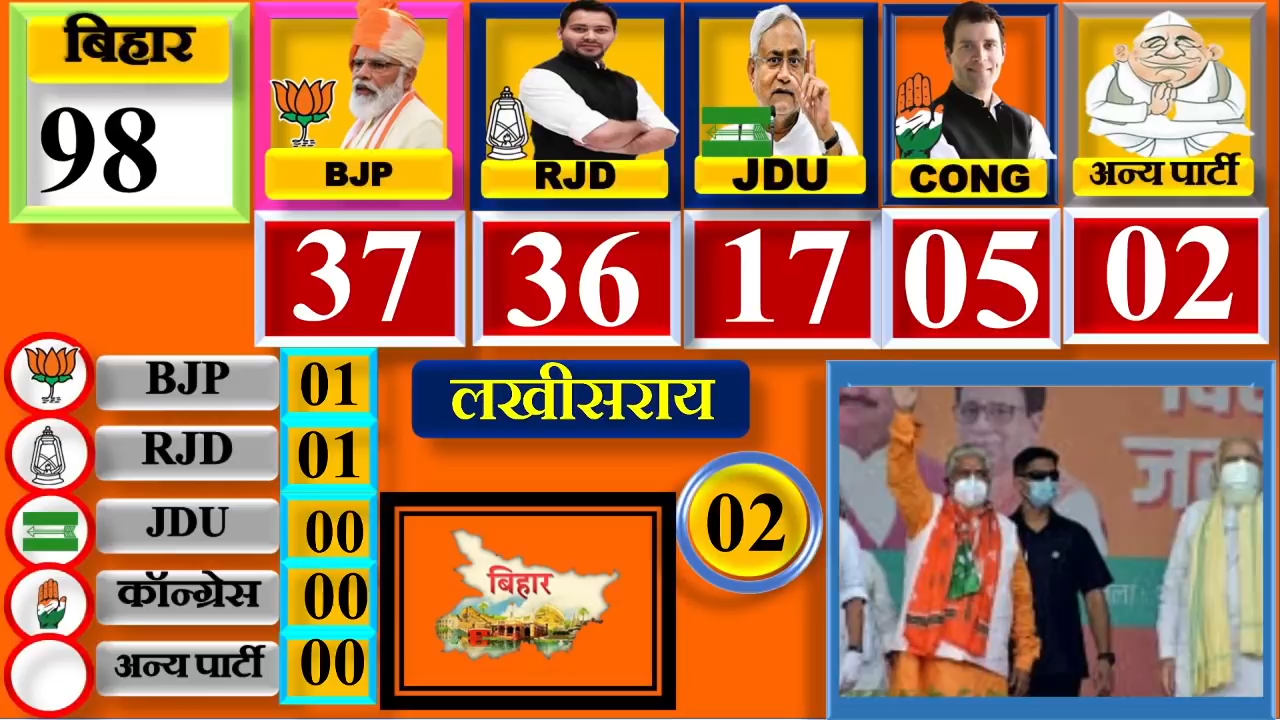 बिहार
98
BJP
RJD
JDU
CONG
अन्य पार्टी
37
36
17
05
02
BJP
01
RJD
01
JDU
00
कॉन्ग्रेस
00
अन्य पार्टी
00
लखीसराय
02
बिहार